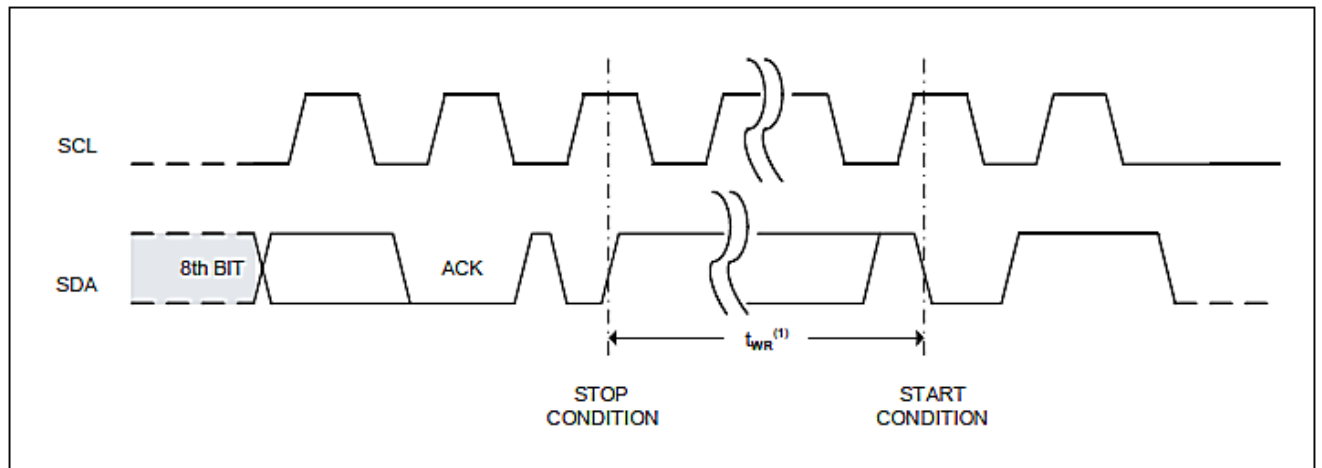 SCL
SDA
8th BIT
ACK
tWR(1)
STOP
CONDITION
START
CONDITION